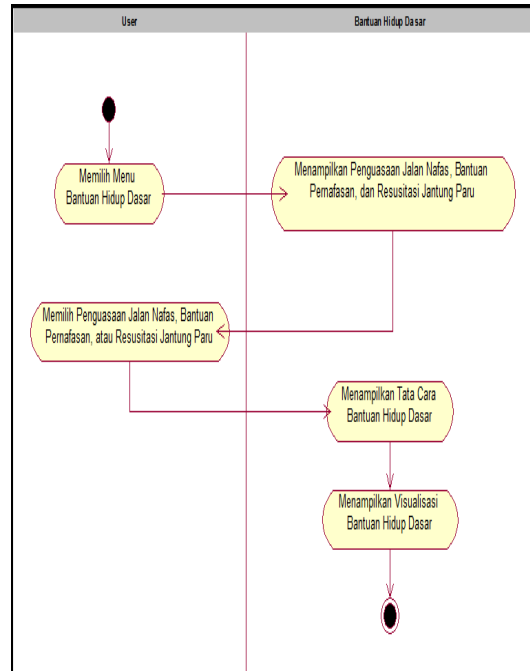 User
Bantuan Hidup Dasar
Memilih Menu
Bantuan Hidup Dasar
Menampilkan Penguasaan Jalan Nafas, Bantuan
Pernafasan, dan Resusitasi Jantung Paru
Memilih Penguasaan Jalan Nafas, Bantuan
Pernafasan, atau Resusitasi Jantung Paru
Menampilkan Tata Cara
Bantuan Hidup Dasar
Menampilkan Visualisasi
Bantuan Hidup Dasar